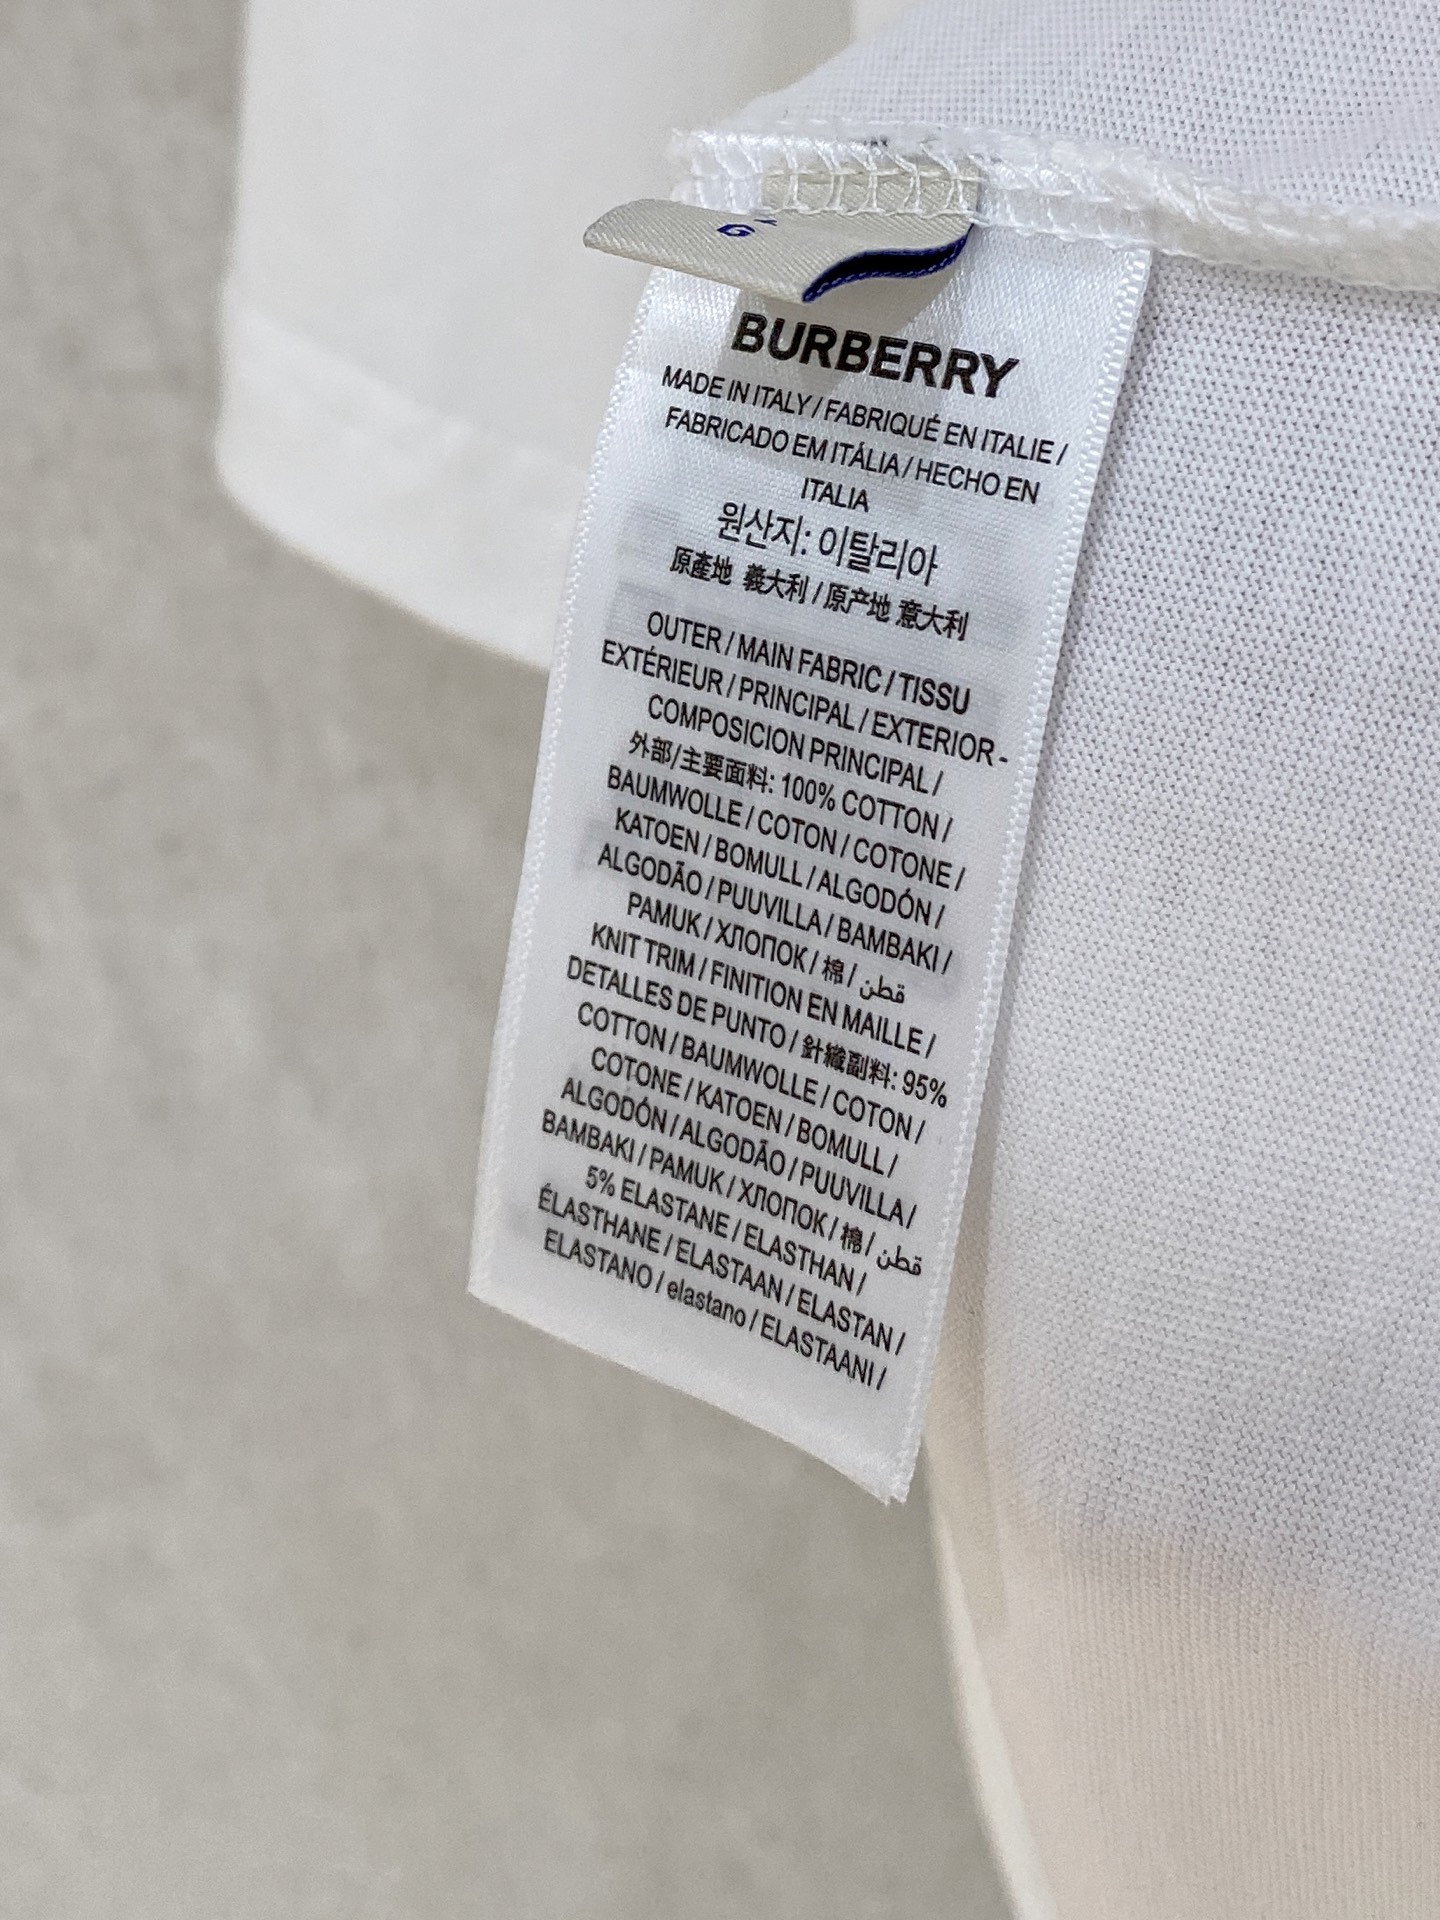 G
BURBERRY
MADE IN ITALY / FABRIQUÉ EN ITALIE /
FABRICADO EM ITÁLIA / HECHO EN
ITALIA
원산지: 이탈리아
原產地 義大利 / 原产地 意大利
OUTER / MAIN FABRIC / TISSU
EXTÉRIEUR / PRINCIPAL / EXTERIOR -
COMPOSICION PRINCIPAL /
外部/主要面料: 100% COTTON /
BAUMWOLLE / COTON / COTONE /
KATOEN / BOMULL / ALGODÓN /
ALGODÃO / PUUVILLA / BAMBAKI /
PAMUK / ХЛОПОК / 棉 / قطن
KNIT TRIM / FINITION EN MAILLE /
DETALLES DE PUNTO / 針織副料: 95%
COTTON / BAUMWOLLE / COTON /
COTONE / KATOEN / BOMULL /
ALGODÓN / ALGODÃO / PUUVILLA /
BAMBAKI / PAMUK / ХЛОПОК / 棉 / قطن
5% ELASTANE / ELASTHAN /
ÉLASTHANE / ELASTAAN / ELASTAN /
ELASTANO / elastano / ELASTAANI /